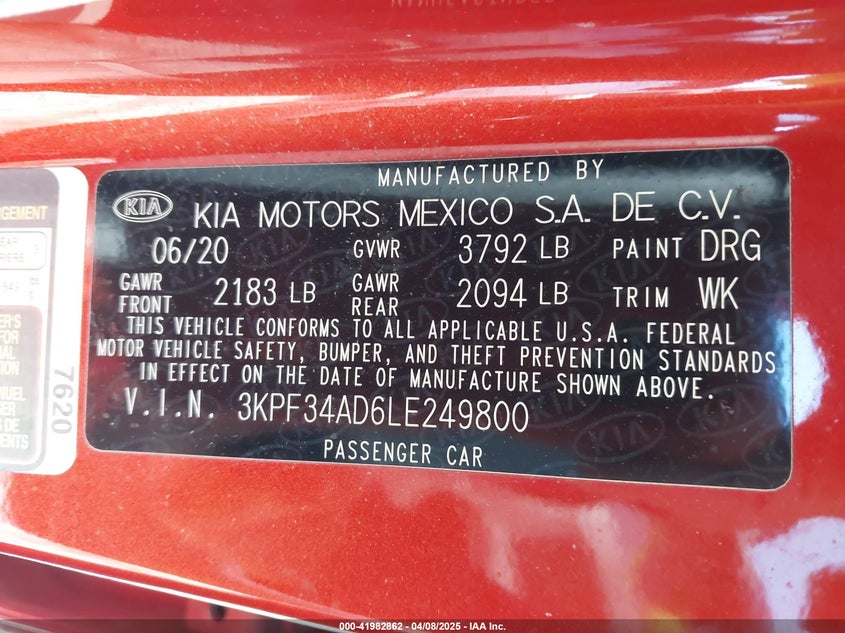 MANUFACTURED BY
KIA KIA MOTORS MEXICO S.A. DE C.V.
06/20 GVWR 3792 LB PAINT DRG
GAWR FRONT 2183 LB GAWR REAR 2094 LB TRIM WK
THIS VEHICLE CONFORMS TO ALL APPLICABLE U.S.A. FEDERAL
MOTOR VEHICLE SAFETY, BUMPER, AND THEFT PREVENTION STANDARDS
IN EFFECT ON THE DATE OF MANUFACTURE SHOWN ABOVE.
V.I.N. 3KPF34AD6LE249800
PASSENGER CAR
7620
000-41982862 - 04/08/2025 - IAA Inc.